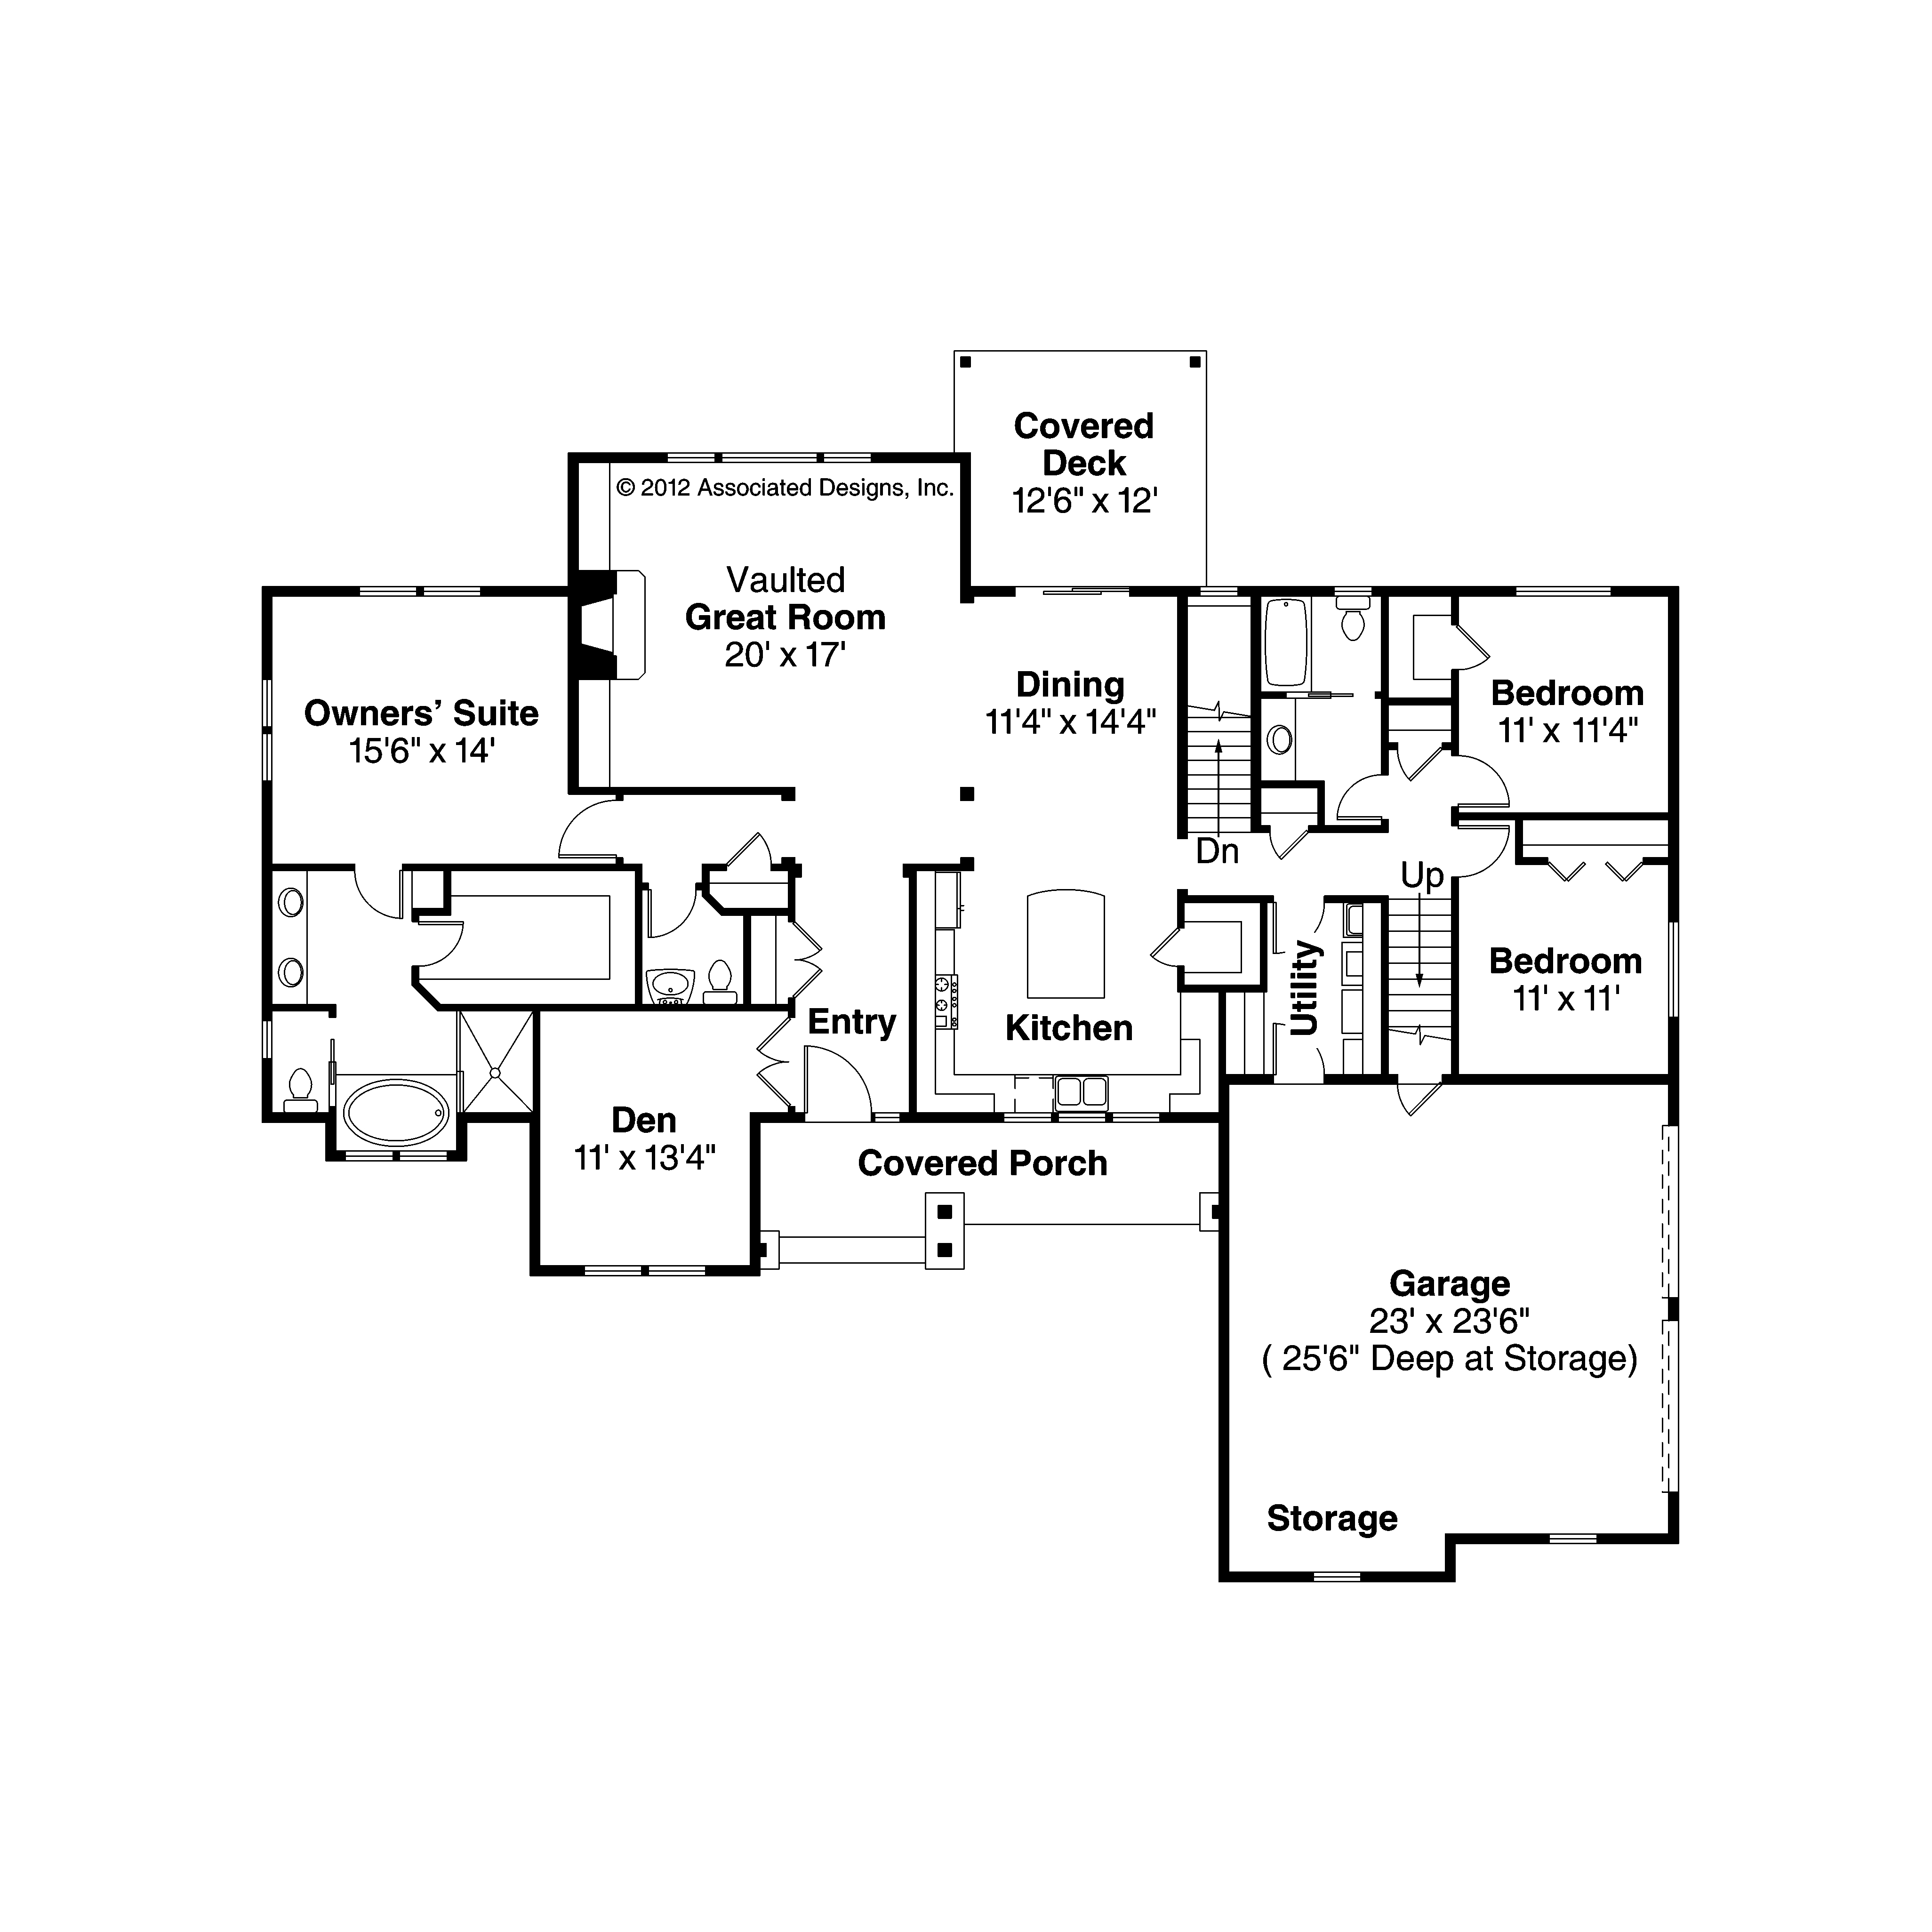 Covered
Deck
12'6" x 12'
© 2012 Associated Designs, Inc.
Vaulted
Great Room
20' x 17'
Owners’ Suite
15'6" x 14'
Dining
11'4" x 14'4"
Bedroom
11' x 11'4"
Dn
Up
Bedroom
11' x 11'
Utility
Entry
Kitchen
Den
11' x 13'4"
Covered Porch
Garage
23' x 23'6"
( 25'6" Deep at Storage)
Storage